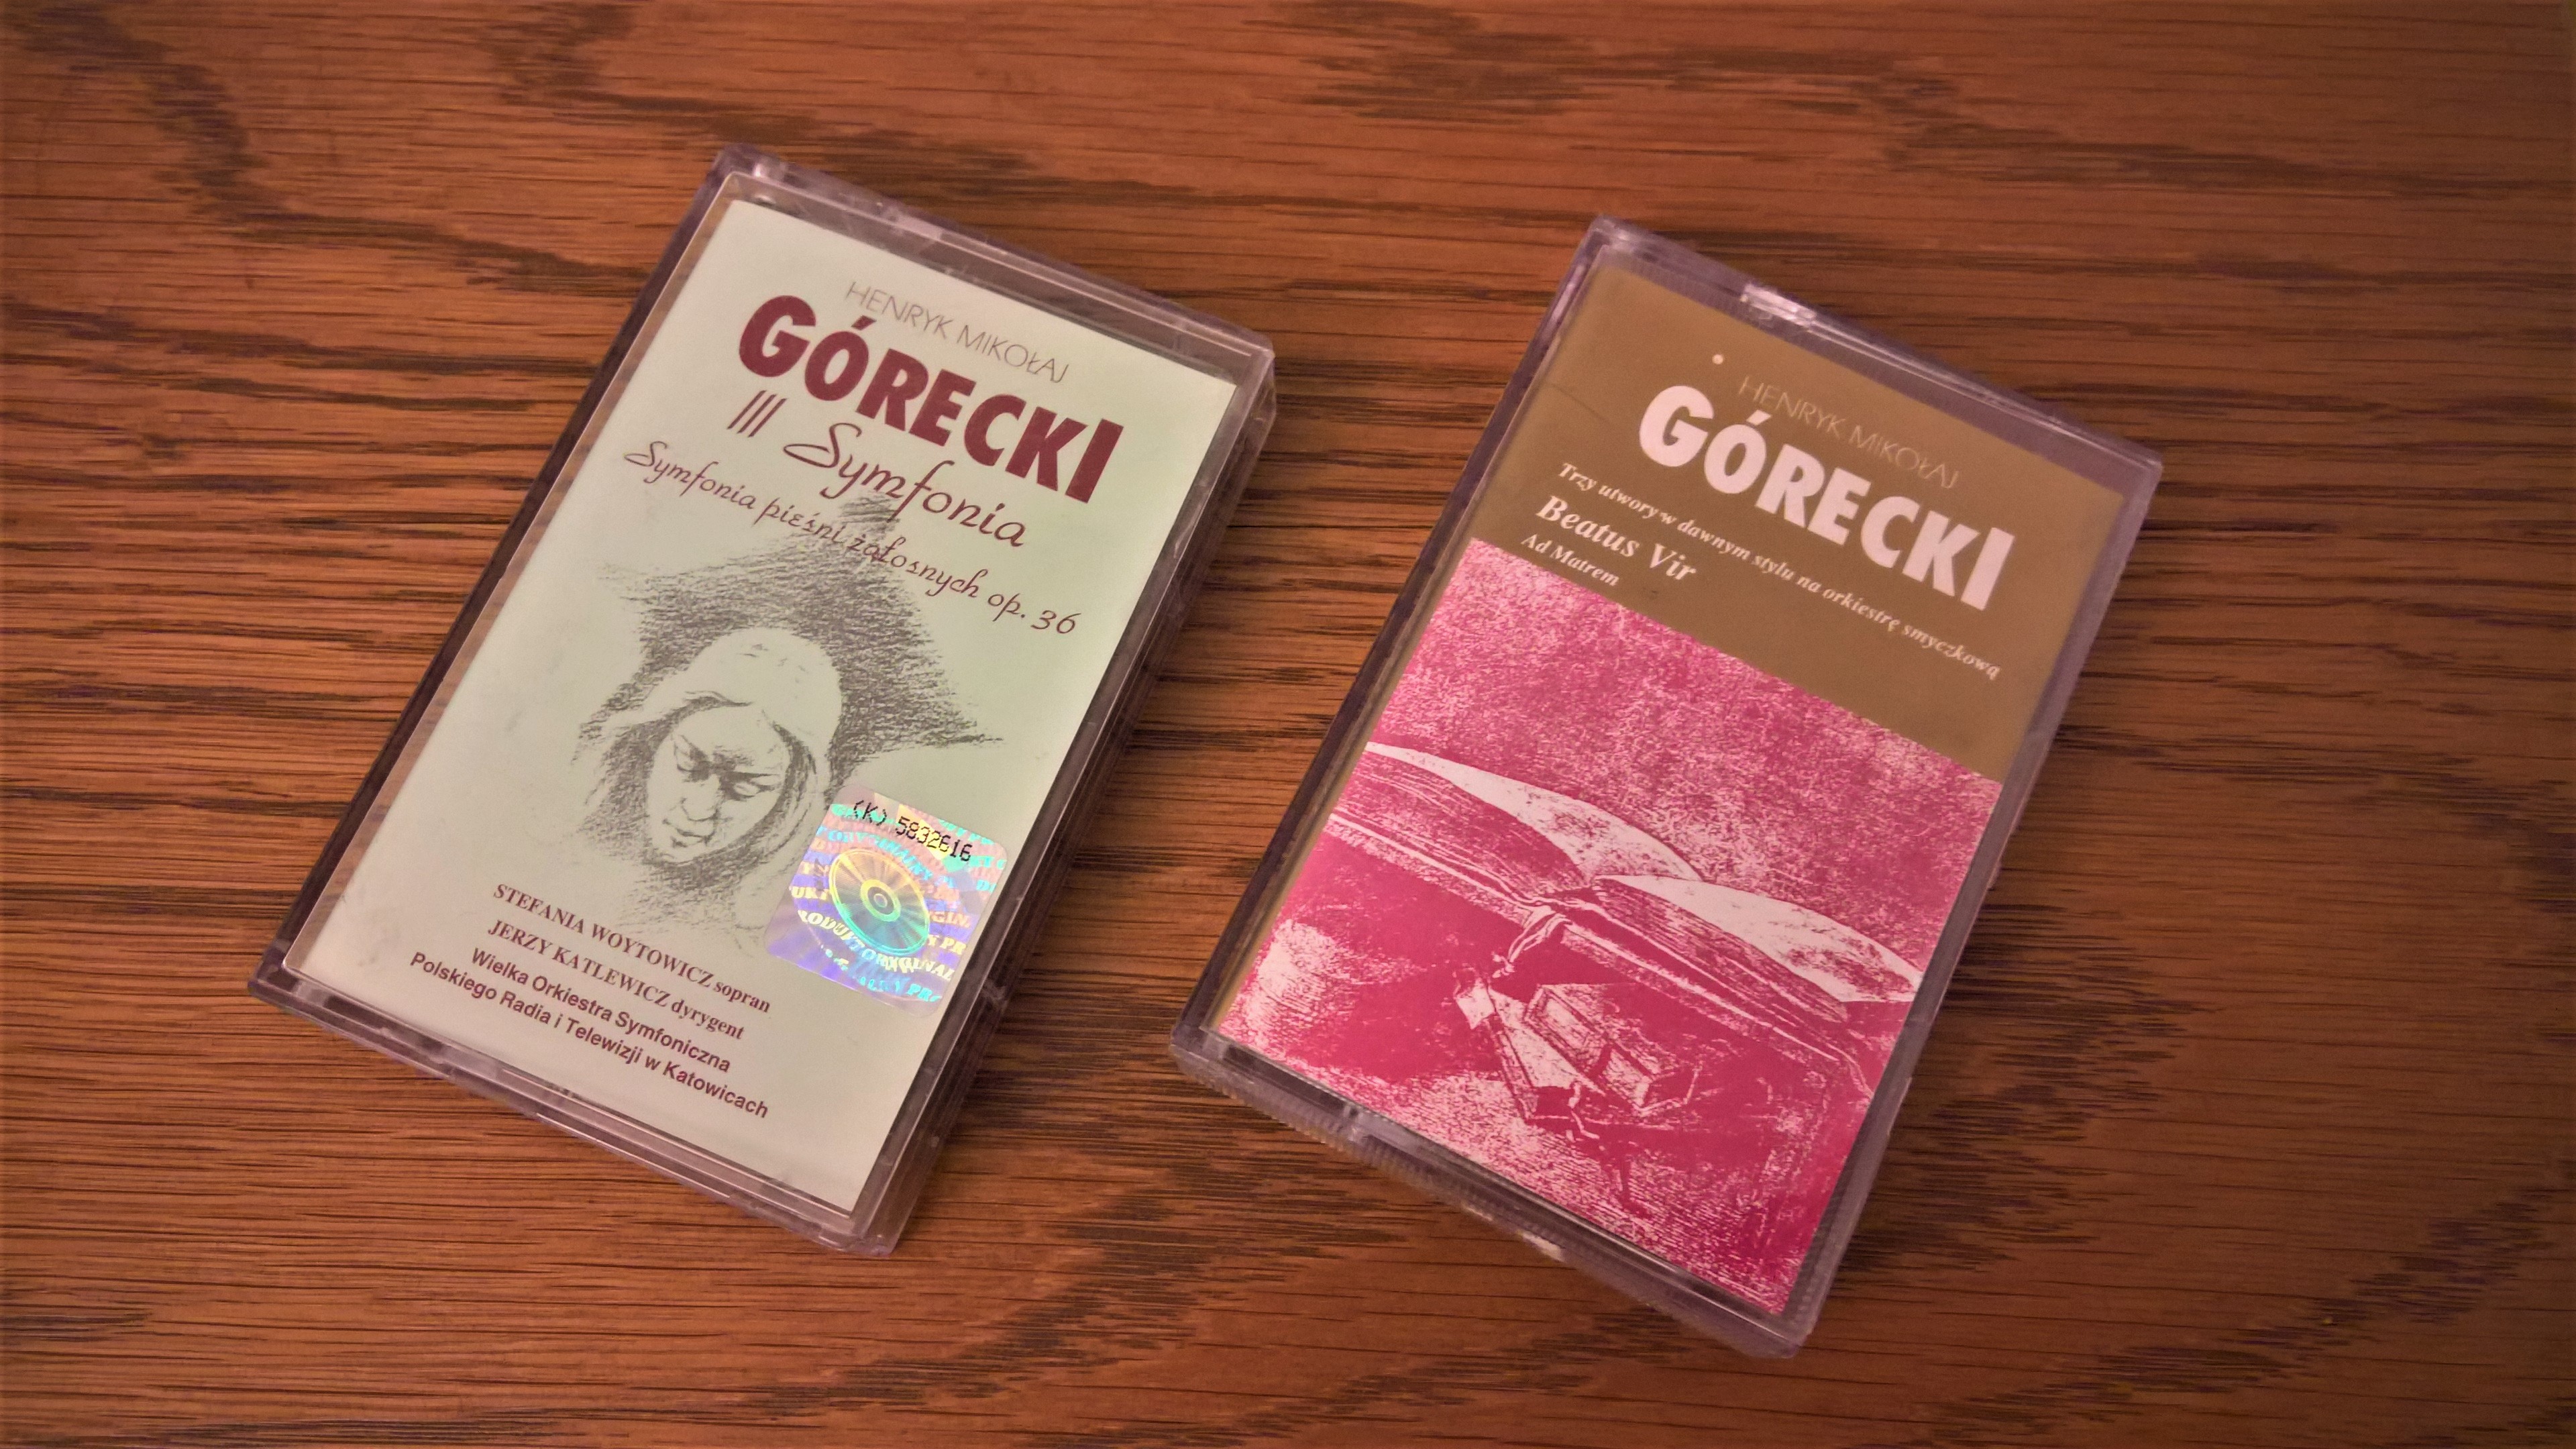 HENRYK MIKOŁAJ
GÓRECKI
III Symfonia
Symfonia pieśni żałosnych op. 36
(K) 5832616
STEFANIA WOYTOWICZ sopran
JERZY KATLEWICZ dyrygent
Wielka Orkiestra Symfoniczna
Polskiego Radia i Telewizji w Katowicach
HENRYK MIKOŁAJ
GÓRECKI
Trzy utwory w dawnym stylu na orkiestrę smyczkową
Beatus Vir
Ad Matrem